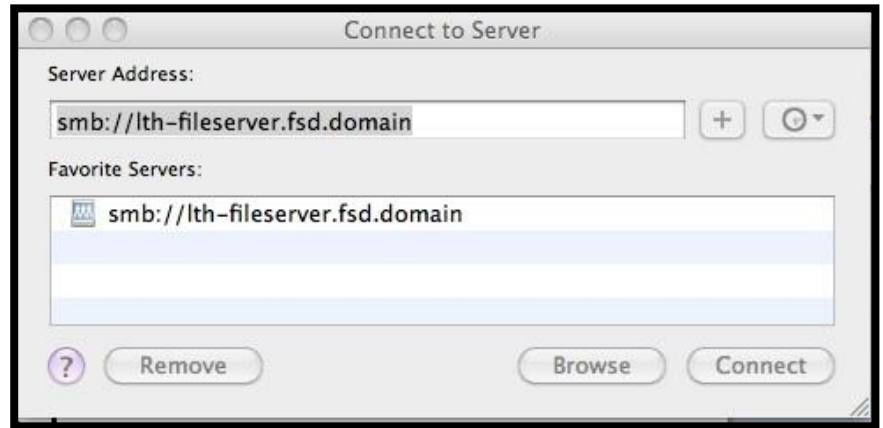 Connect to Server
Server Address:
smb://lth-fileserver.fsd.domain
+
Favorite Servers:
smb://lth-fileserver.fsd.domain
? Remove Browse Connect